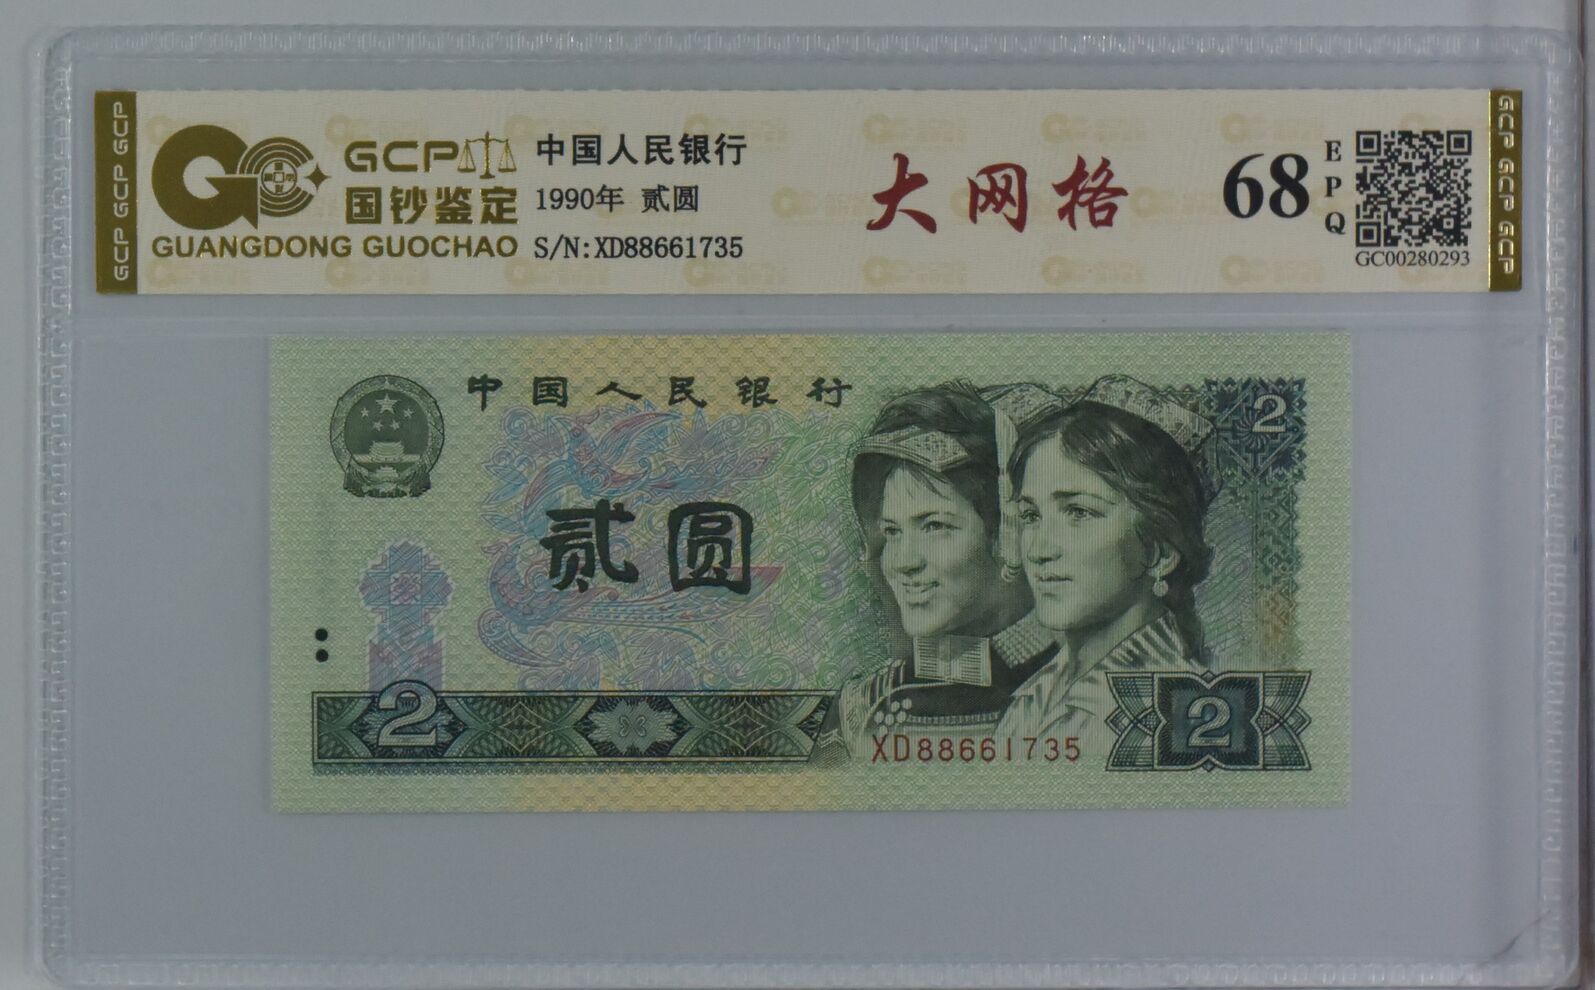 GCP GCP GCP
GCP
国钞鉴定
GUANGDONG GUOCHAO
中国人民银行
1990年 贰圆
S/N:XD88661735
大网格
68
EPQ
GC00280293
GCP GCP GCP
中国人民银行
2
贰圆
2
XD88661735
2